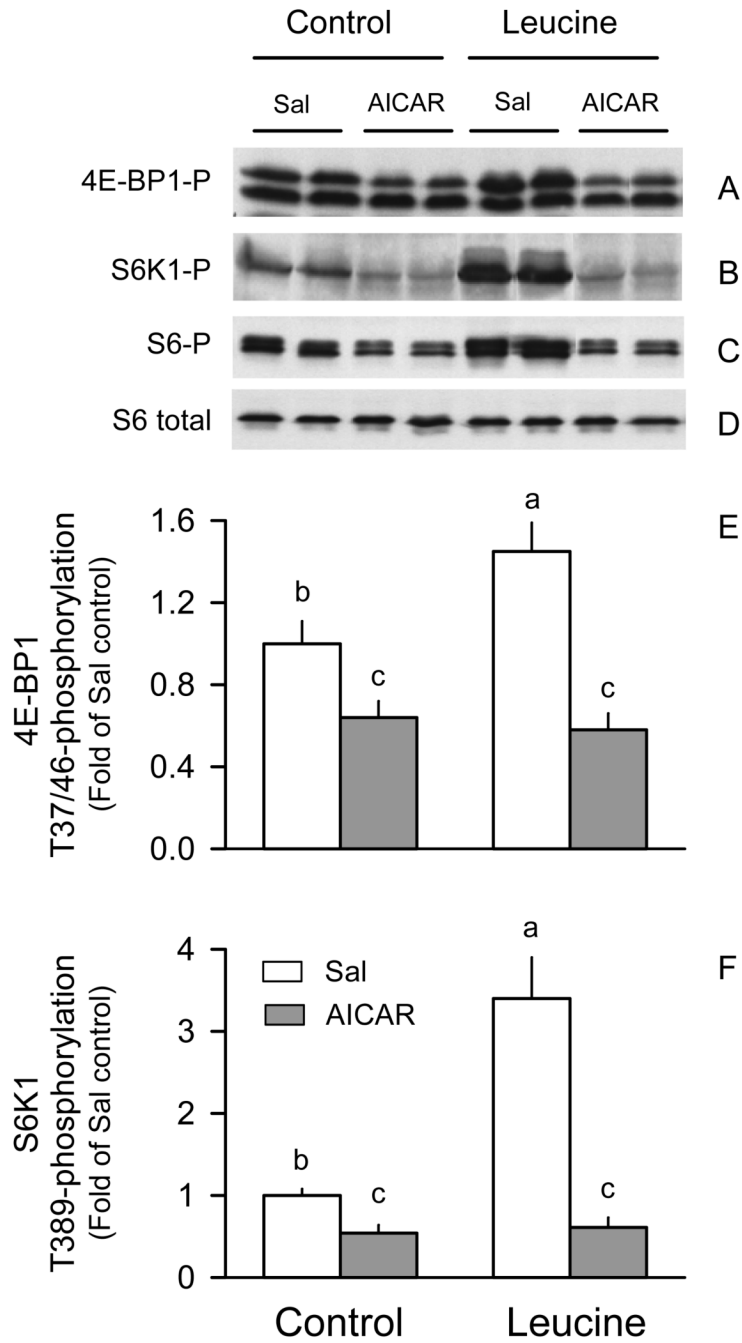 Control Leucine
Sal AICAR Sal AICAR
4E-BP1-P A
S6K1-P B
S6-P C
S6 total D
E
4E-BP1
T37/46-phosphorylation
(Fold of Sal control)
1.6
1.2
0.8
0.4
0.0
b
c
a
c
F
S6K1
T389-phosphorylation
(Fold of Sal control)
4
3
2
1
0
Sal
AICAR
b
c
a
c
Control Leucine